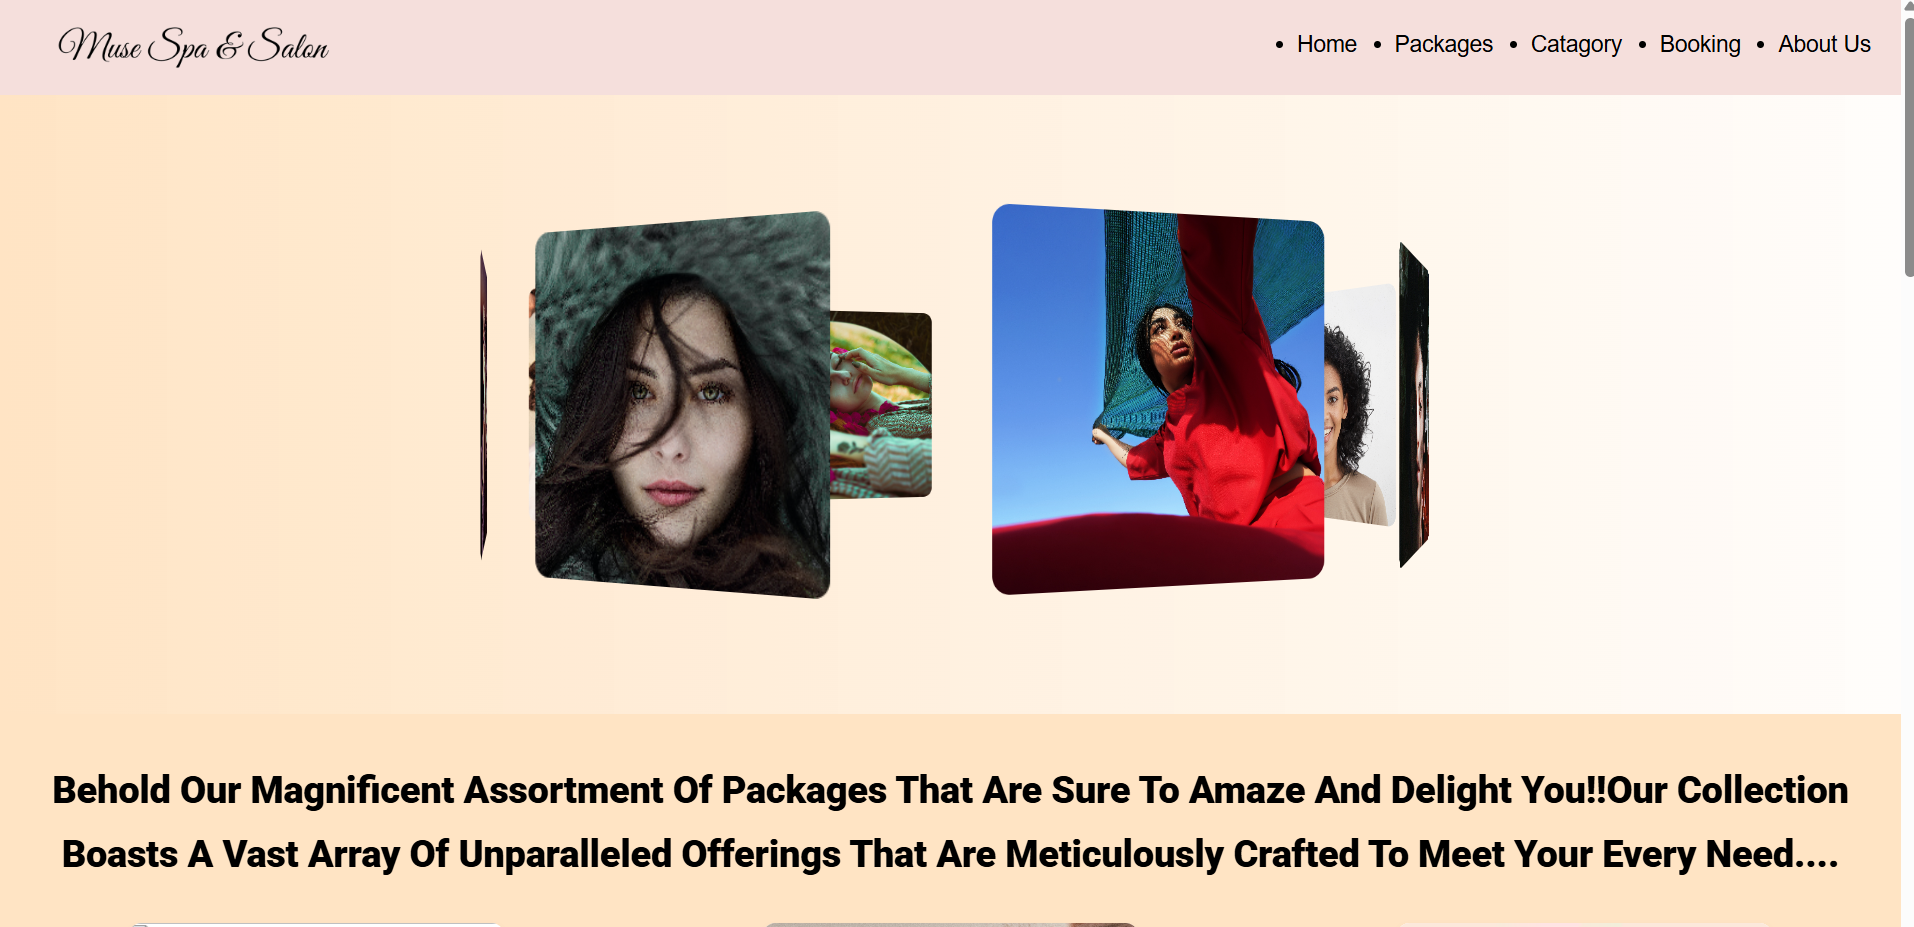 Muse Spa & Salon
• Home • Packages • Catagory • Booking • About Us
Behold Our Magnificent Assortment Of Packages That Are Sure To Amaze And Delight You!!Our Collection
Boasts A Vast Array Of Unparalleled Offerings That Are Meticulously Crafted To Meet Your Every Need....